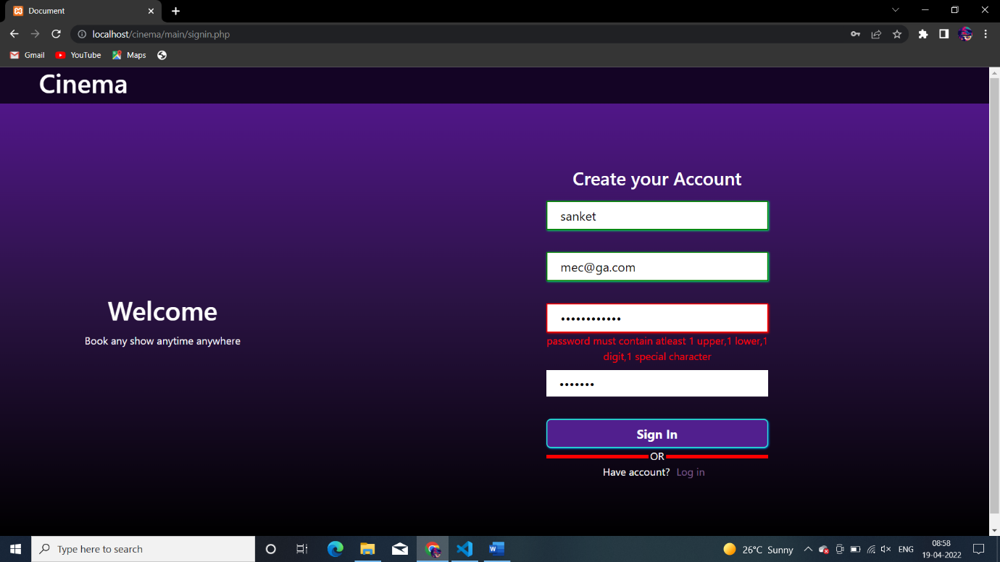 Document
localhost/cinema/main/signin.php
Gmail YouTube Maps
Cinema
Create your Account
sanket
mec@ga.com
Welcome
Book any show anytime anywhere
password must contain atleast 1 upper,1 lower,1
digit,1 special character
Sign In
OR
Have account? Log in
Type here to search
26°C Sunny
ENG
08:58
19-04-2022